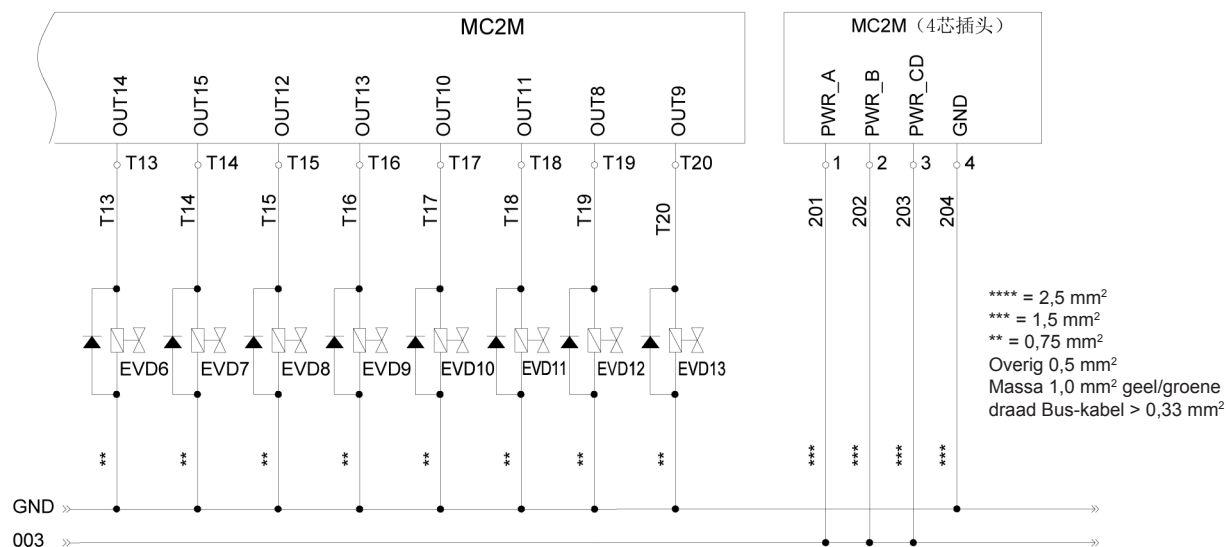 MC2M
MC2M（4芯插头）
OUT14
OUT15
OUT12
OUT13
OUT10
OUT11
OUT8
OUT9
PWR_A
PWR_B
PWR_CD
GND
T13
T14
T15
T16
T17
T18
T19
T20
1
2
3
4
T13
T14
T15
T16
T17
T18
T19
T20
201
202
203
204
**** = 2,5 mm²
*** = 1,5 mm²
** = 0,75 mm²
Overig 0,5 mm²
Massa 1,0 mm² geel/groene
draad Bus-kabel > 0,33 mm²
EVD6
EVD7
EVD8
EVD9
EVD10
EVD11
EVD12
EVD13
**
**
**
**
**
**
**
**
***
***
***
***
GND
003